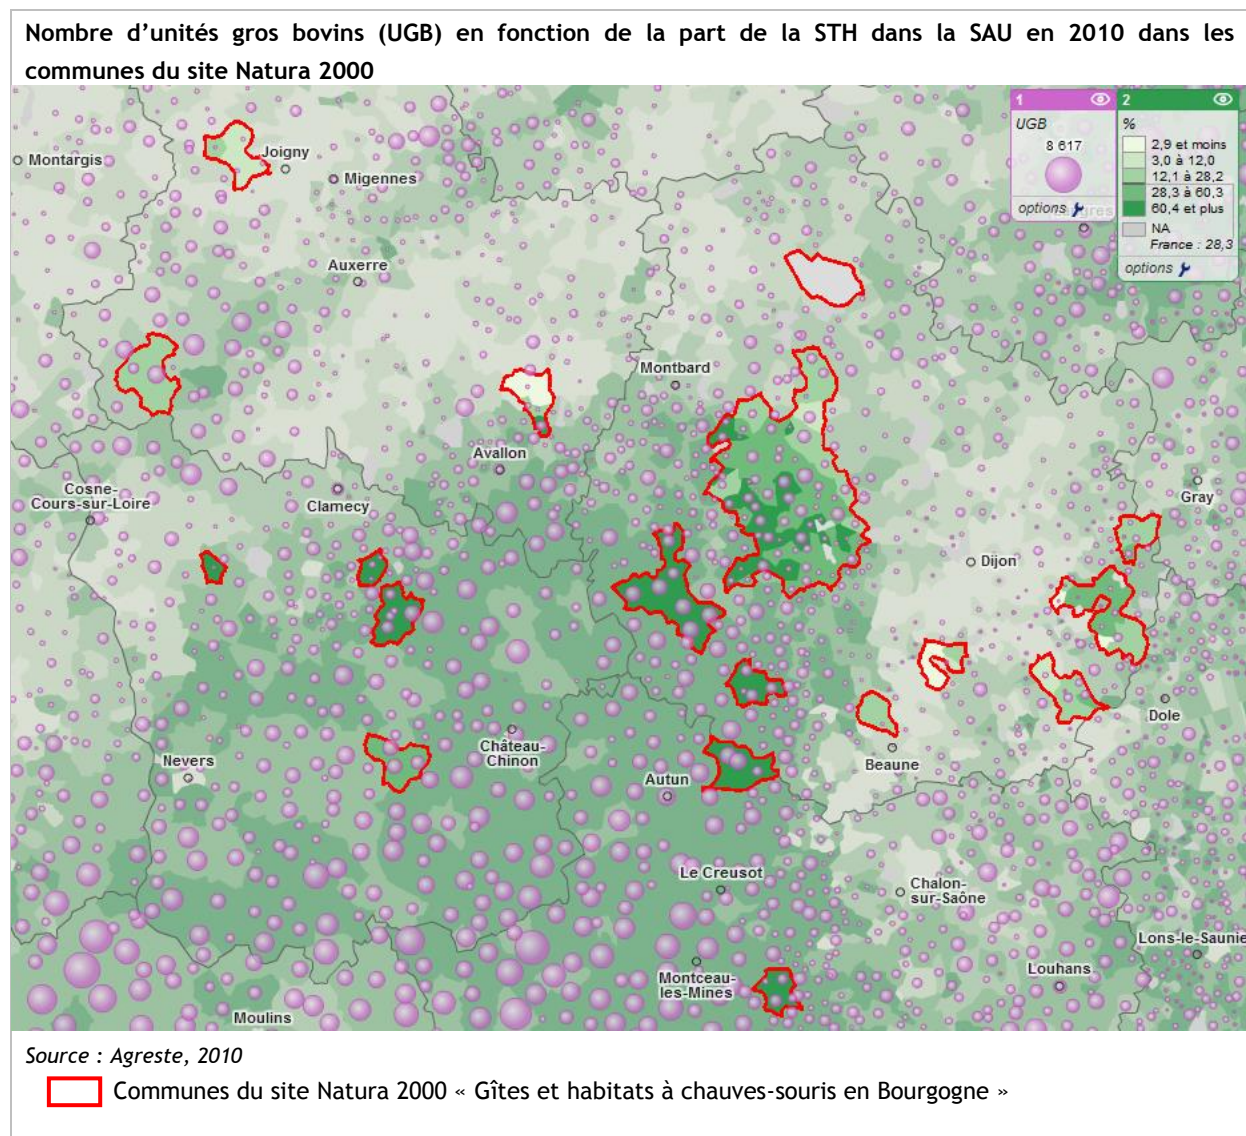 Nombre d’unités gros bovins (UGB) en fonction de la part de la STH dans la SAU en 2010 dans les
communes du site Natura 2000
1
UGB
8 617
options
2
%
2,9 et moins
3,0 à 12,0
12,1 à 28,2
28,3 à 60,3
60,4 et plus
NA
France : 28,3
options
Montargis
Joigny
Migennes
Auxerre
Montbard
Avallon
Cosne-
Cours-sur-Loire
Clamecy
Gray
Dijon
Dole
Nevers
Château-
Chinon
Autun
Beaune
Le Creusot
Chalon-
sur-Saône
Lons-le-Saunie
Louhans
Montceau-
les-Mines
Moulins
Source : Agreste, 2010
Communes du site Natura 2000 « Gîtes et habitats à chauves-souris en Bourgogne »